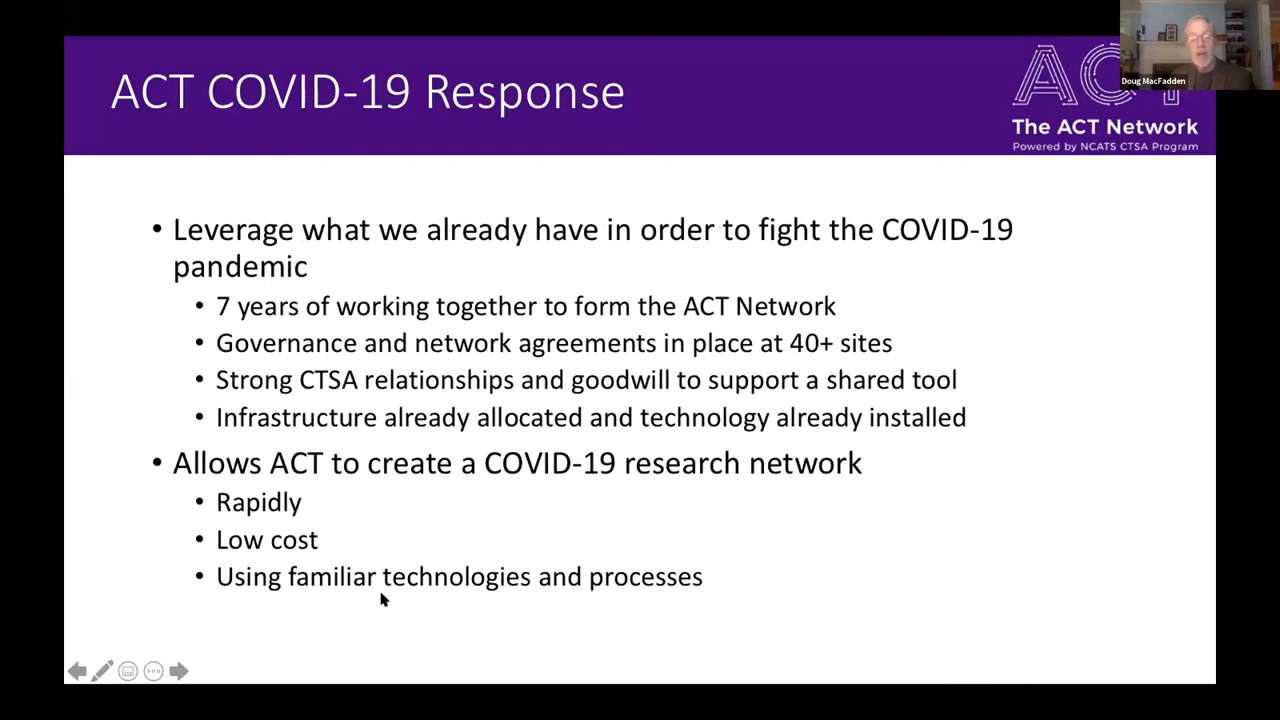 ACT COVID-19 Response
ACT
The ACT Network
Powered by NCATS CTSA Program
Doug MacFadden
• Leverage what we already have in order to fight the COVID-19
pandemic
• 7 years of working together to form the ACT Network
• Governance and network agreements in place at 40+ sites
• Strong CTSA relationships and goodwill to support a shared tool
• Infrastructure already allocated and technology already installed
• Allows ACT to create a COVID-19 research network
• Rapidly
• Low cost
• Using familiar technologies and processes